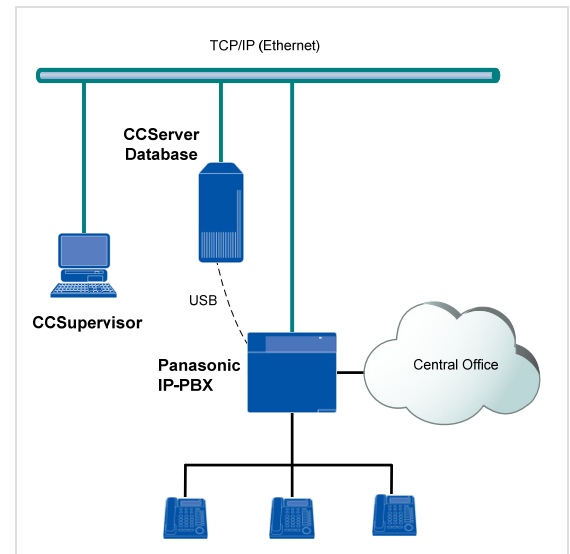 TCP/IP (Ethernet)
CCServer
Database
USB
CCSupervisor
Panasonic
IP-PBX
Central Office